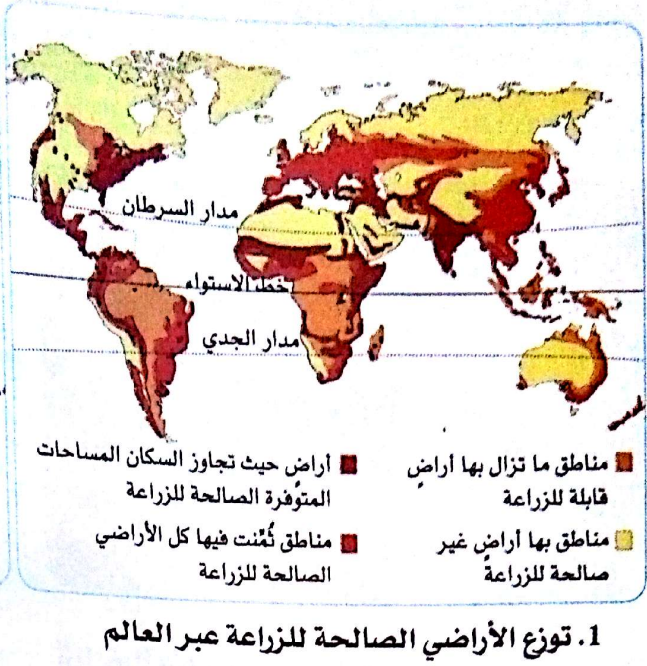 مدار السرطان
خط الاستواء
مدار الجدي
مناطق ما تزال بها أراضٍ
قابلة للزراعة
أراضٍ حيث تجاوز السكان المساحات
المتوفرة الصالحة للزراعة
مناطق بها أراضٍ غير
صالحة للزراعة
مناطق ثُمِّنت فيها كل الأراضي
الصالحة للزراعة
1. توزع الأراضي الصالحة للزراعة عبر العالم